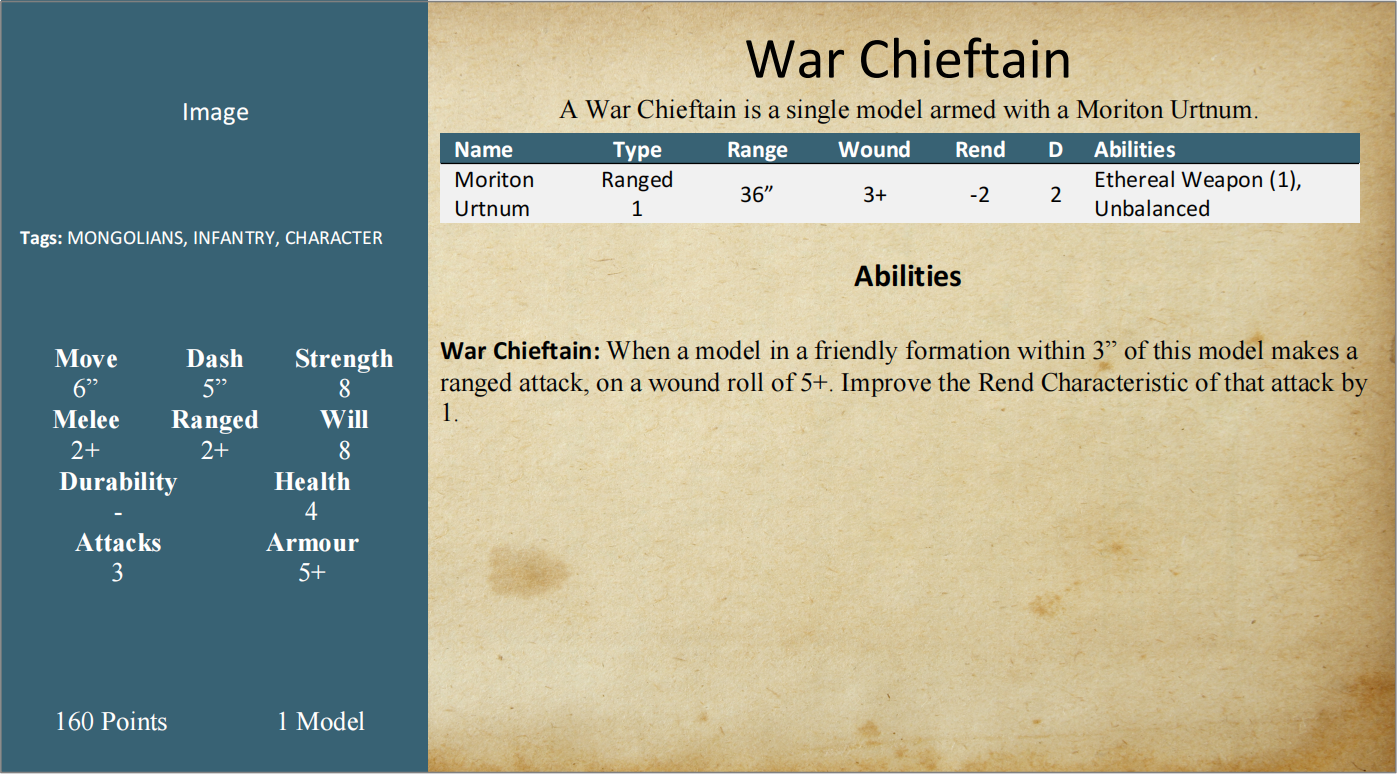 Image
Tags: MONGOLIANS, INFANTRY, CHARACTER
Move Dash Strength
6” 5” 8
Melee Ranged Will
2+ 2+ 8
Durability Health
- 4
Attacks Armour
3 5+
160 Points 1 Model
War Chieftain
A War Chieftain is a single model armed with a Moriton Urtnum.
Name Type Range Wound Rend D Abilities
Moriton Urtnum Ranged 1 36” 3+ -2 2 Ethereal Weapon (1), Unbalanced
Abilities
War Chieftain: When a model in a friendly formation within 3” of this model makes a
ranged attack, on a wound roll of 5+. Improve the Rend Characteristic of that attack by
1.